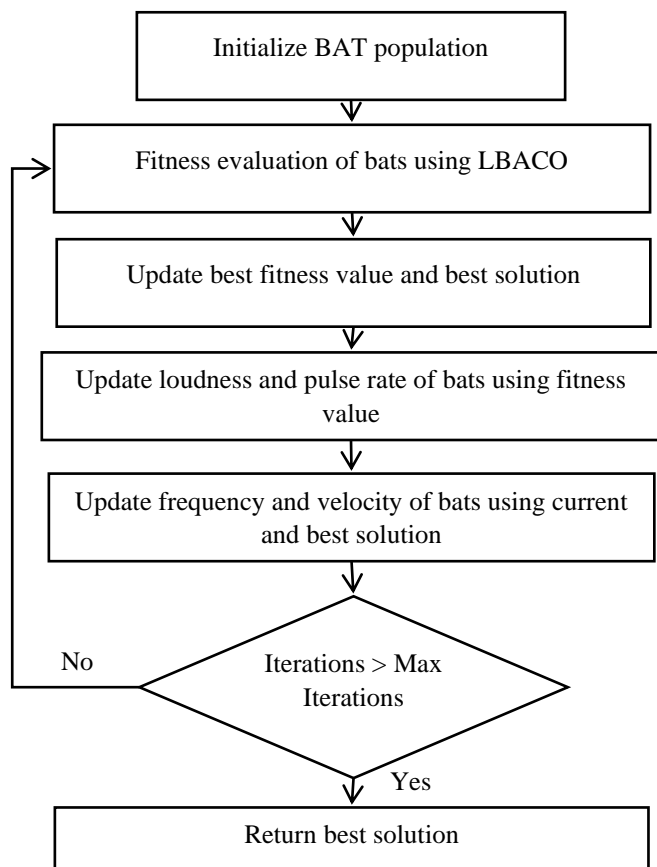 Initialize BAT population
Fitness evaluation of bats using LBACO
Update best fitness value and best solution
Update loudness and pulse rate of bats using fitness
value
Update frequency and velocity of bats using current
and best solution
No
Iterations > Max
Iterations
Yes
Return best solution